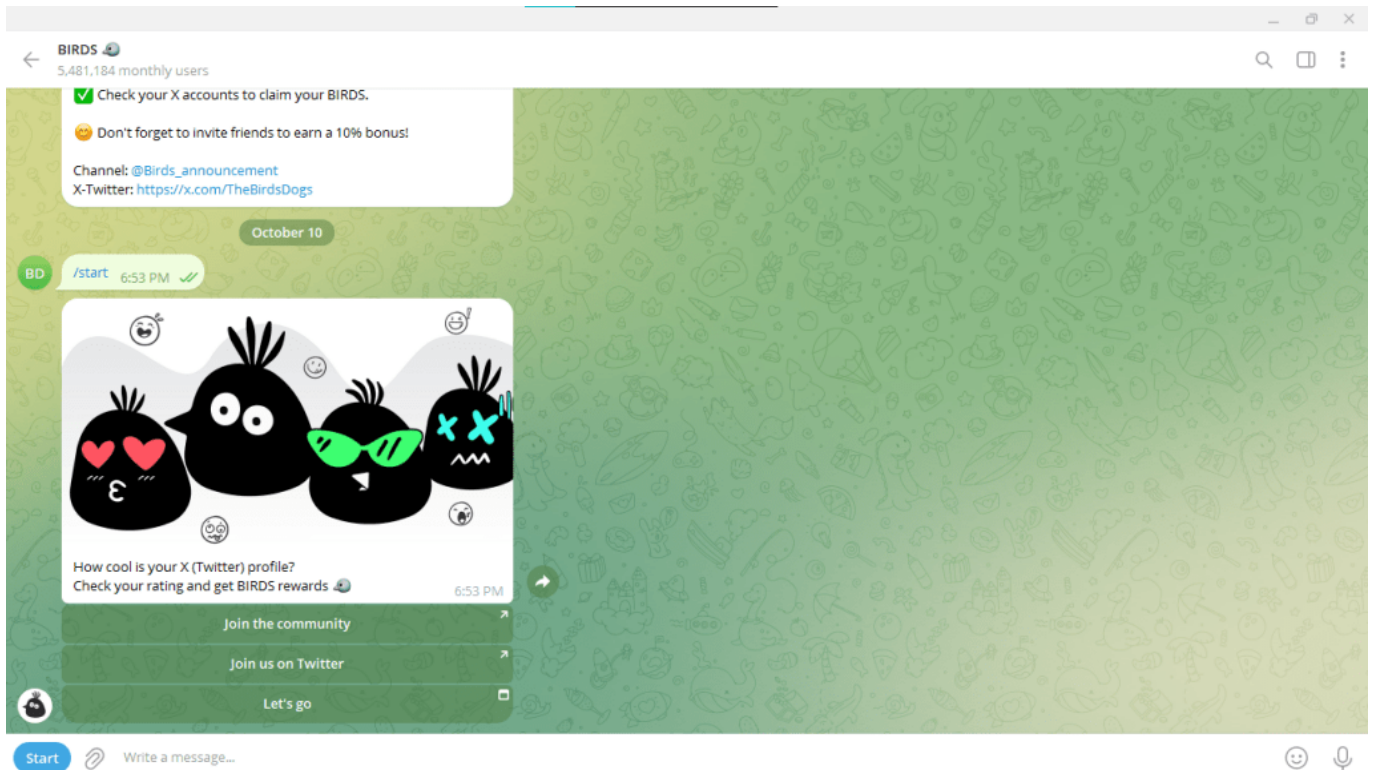 BIRDS
5,481,184 monthly users
✅ Check your X accounts to claim your BIRDS.
😊 Don't forget to invite friends to earn a 10% bonus!
Channel: @Birds_announcement
X-Twitter: https://x.com/TheBirdsDogs
October 10
BD
/start 6:53 PM
How cool is your X (Twitter) profile?
Check your rating and get BIRDS rewards
6:53 PM
Join the community
Join us on Twitter
Let's go
Start
Write a message...